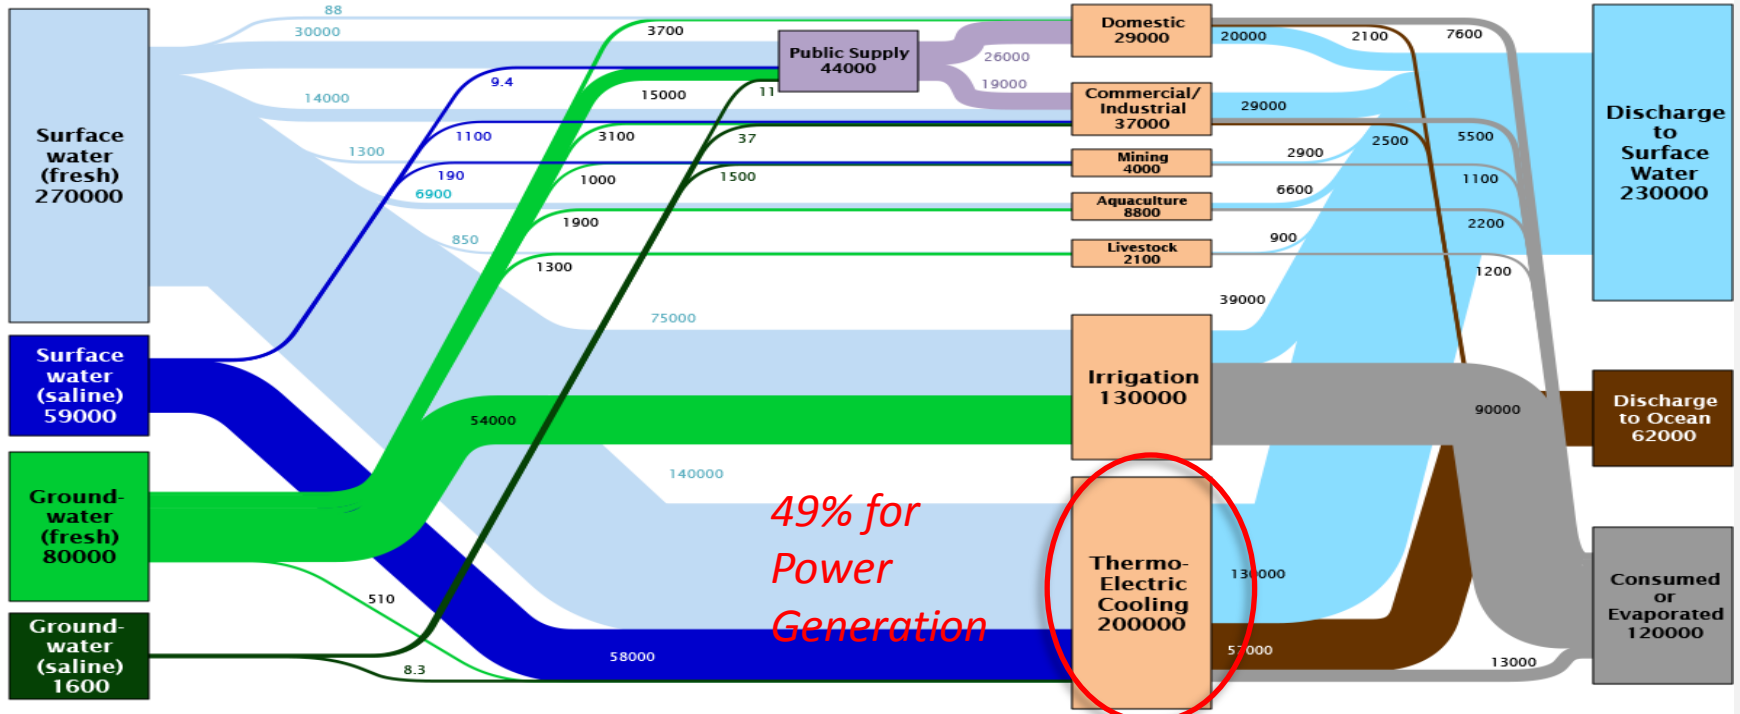 Surface
water
(fresh)
270000
Surface
water
(saline)
59000
Ground-
water
(fresh)
80000
Ground-
water
(saline)
1600
88
30000
14000
1300
6900
850
75000
140000
9.4
1100
190
58000
3700
15000
3100
1000
1900
1300
54000
510
11
37
1500
8.3
Public Supply
44000
26000
19000
49% for
Power
Generation
Domestic
29000
Commercial/
Industrial
37000
Mining
4000
Aquaculture
8800
Livestock
2100
Irrigation
130000
Thermo-
Electric
Cooling
200000
20000
2100
7600
29000
2500
5500
2900
1100
6600
2200
900
1200
39000
90000
130000
13000
Discharge
to
Surface
Water
230000
Discharge
to Ocean
62000
Consumed
or
Evaporated
120000